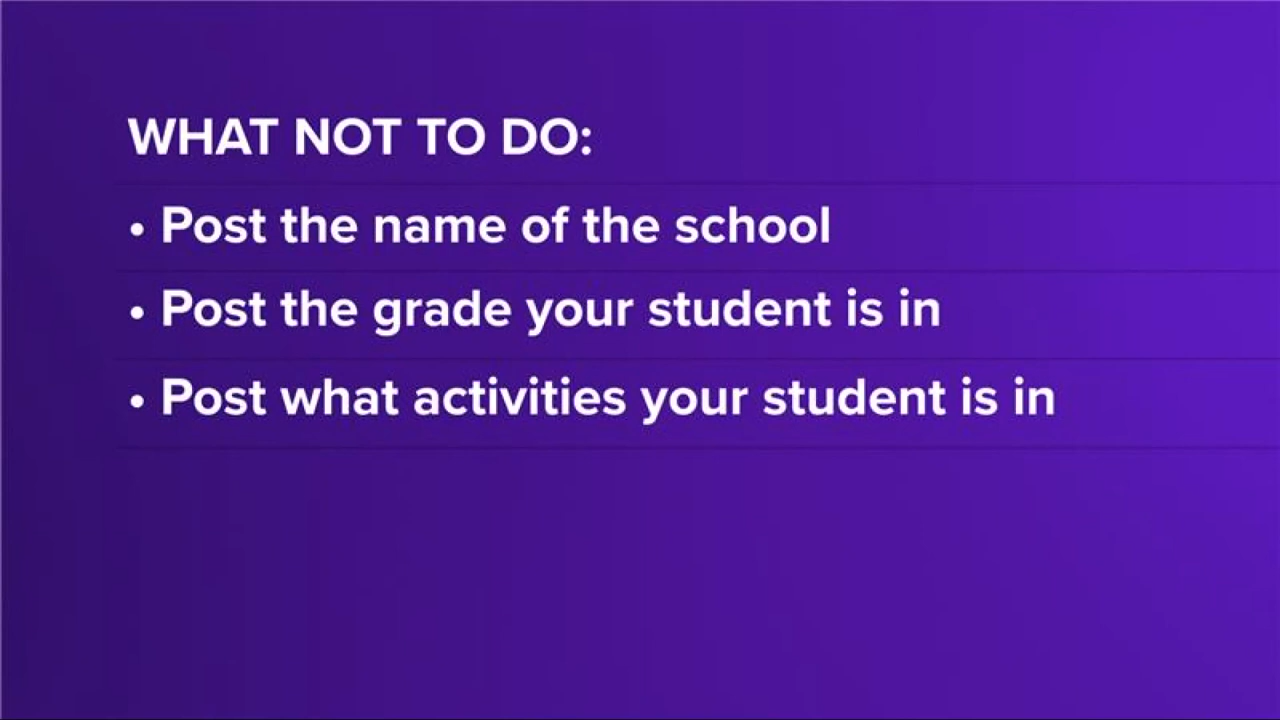 WHAT NOT TO DO:
• Post the name of the school
• Post the grade your student is in
• Post what activities your student is in